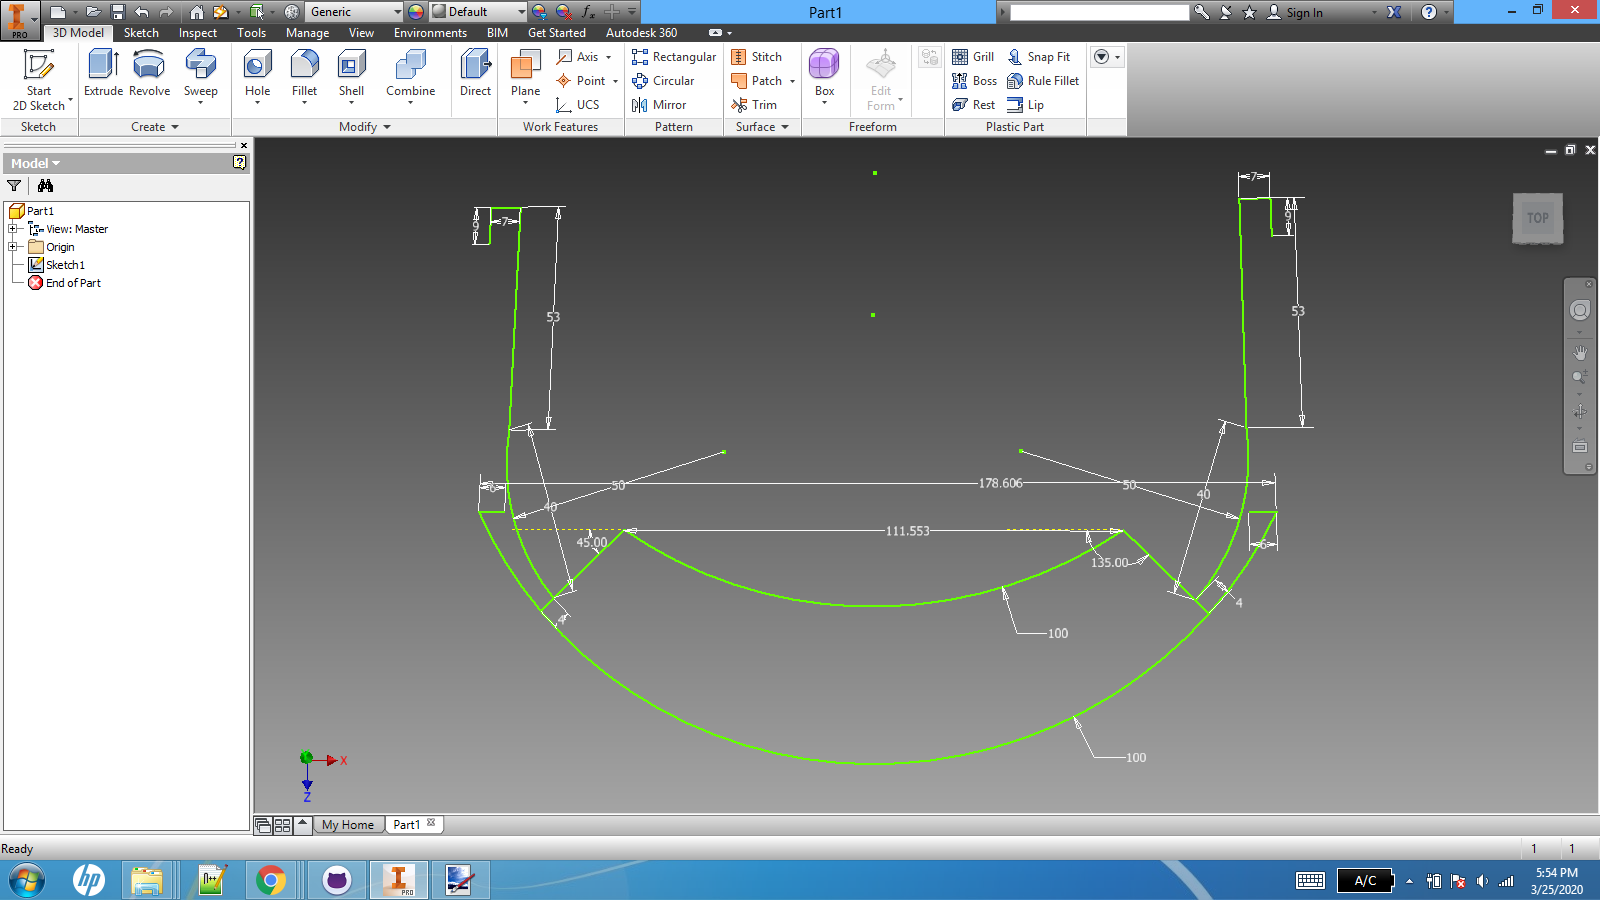 Generic
Default
Part1
Sign In
PRO
3D Model
Sketch
Inspect
Tools
Manage
View
Environments
BIM
Get Started
Autodesk 360
Start
2D Sketch
Extrude
Revolve
Sweep
Hole
Fillet
Shell
Combine
Direct
Plane
Axis
Point
UCS
Rectangular
Circular
Mirror
Stitch
Patch
Trim
Box
Edit
Form
Grill
Boss
Rest
Snap Fit
Rule Fillet
Lip
Sketch
Create
Modify
Work Features
Pattern
Surface
Freeform
Plastic Part
Model
Part1
View: Master
Origin
Sketch1
End of Part
TOP
7
9
7
9
53
53
50
178.606
50
40
40
6
6
111.553
45.00
135.00
4
4
100
100
X
Z
My Home
Part1
Ready
1
1
hp
PRO
A/C
5:54 PM
3/25/2020